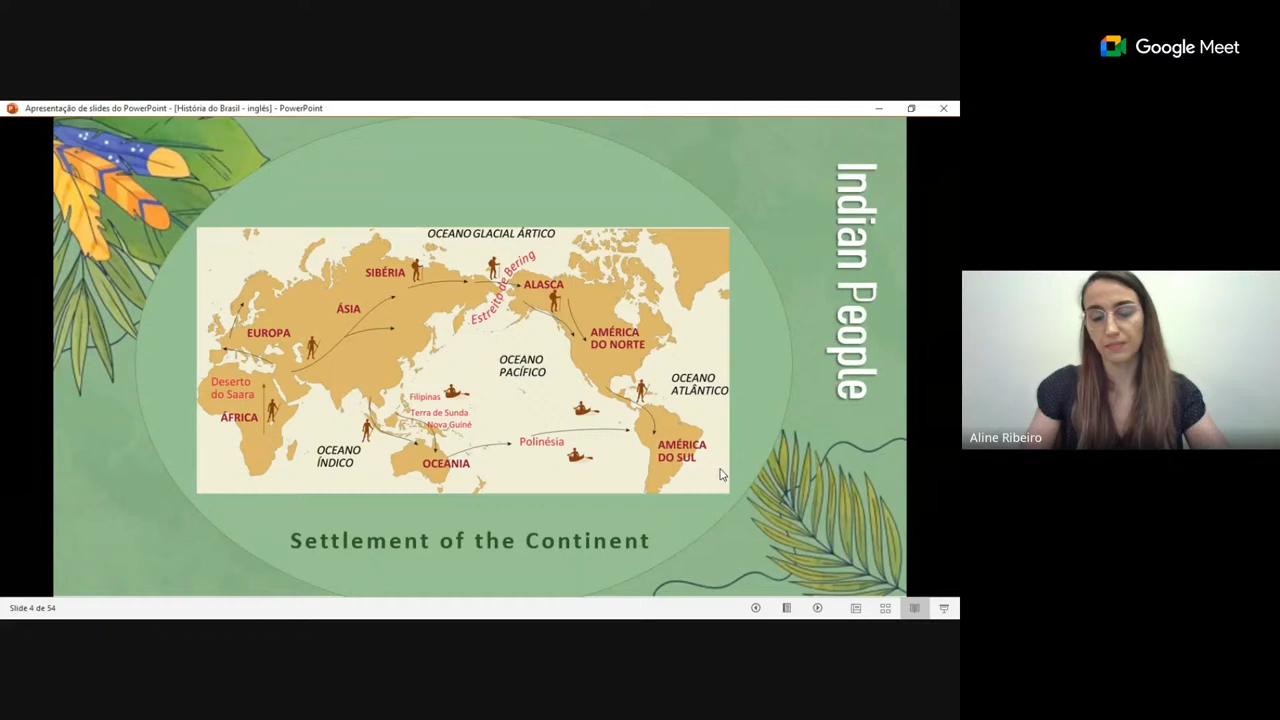 Google Meet
Apresentação de slides do PowerPoint - [História do Brasil - inglês] - PowerPoint
Indian People
OCEANO GLACIAL ÁRTICO
SIBÉRIA
Estreito de Bering
ALASCA
ÁSIA
EUROPA
AMÉRICA
DO NORTE
OCEANO
PACÍFICO
OCEANO
ATLÂNTICO
Deserto
do Saara
ÁFRICA
Filipinas
Terra de Sunda
Nova Guiné
Polinésia
OCEANO
ÍNDICO
OCEANIA
AMÉRICA
DO SUL
Settlement of the Continent
Slide 4 de 54
Aline Ribeiro